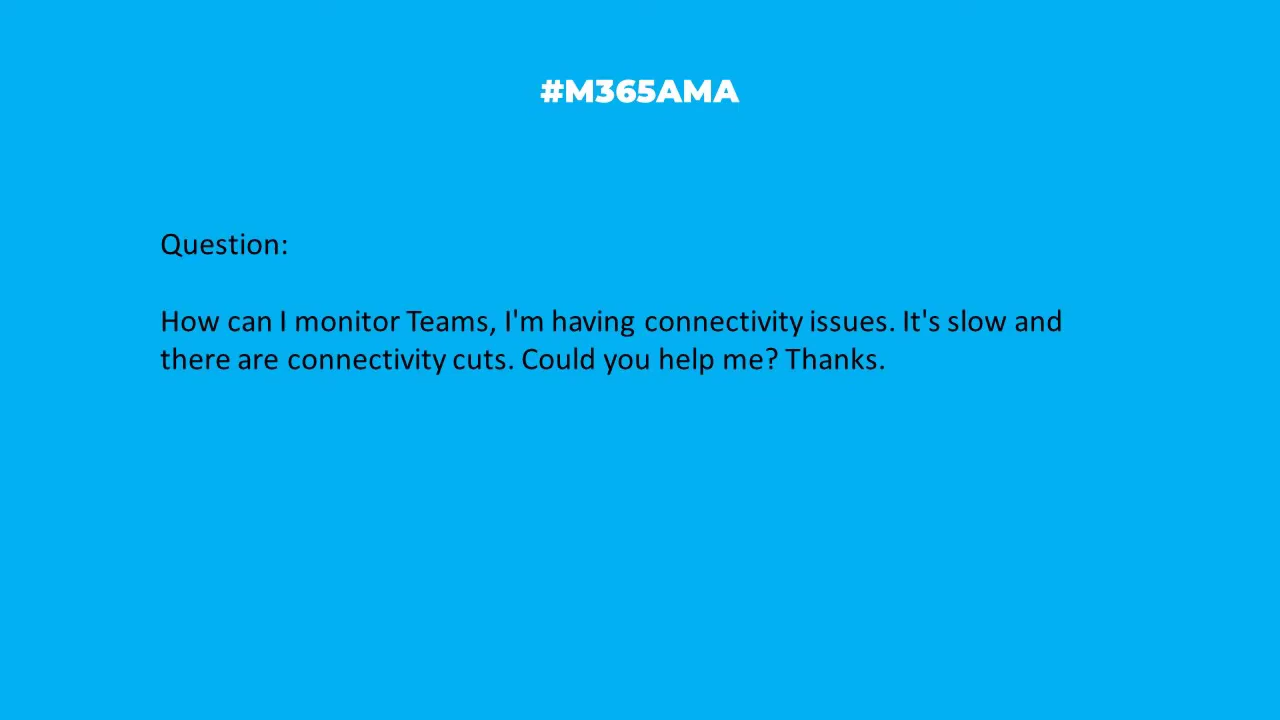 #M365AMA
Question:
How can I monitor Teams, I'm having connectivity issues. It's slow and
there are connectivity cuts. Could you help me? Thanks.